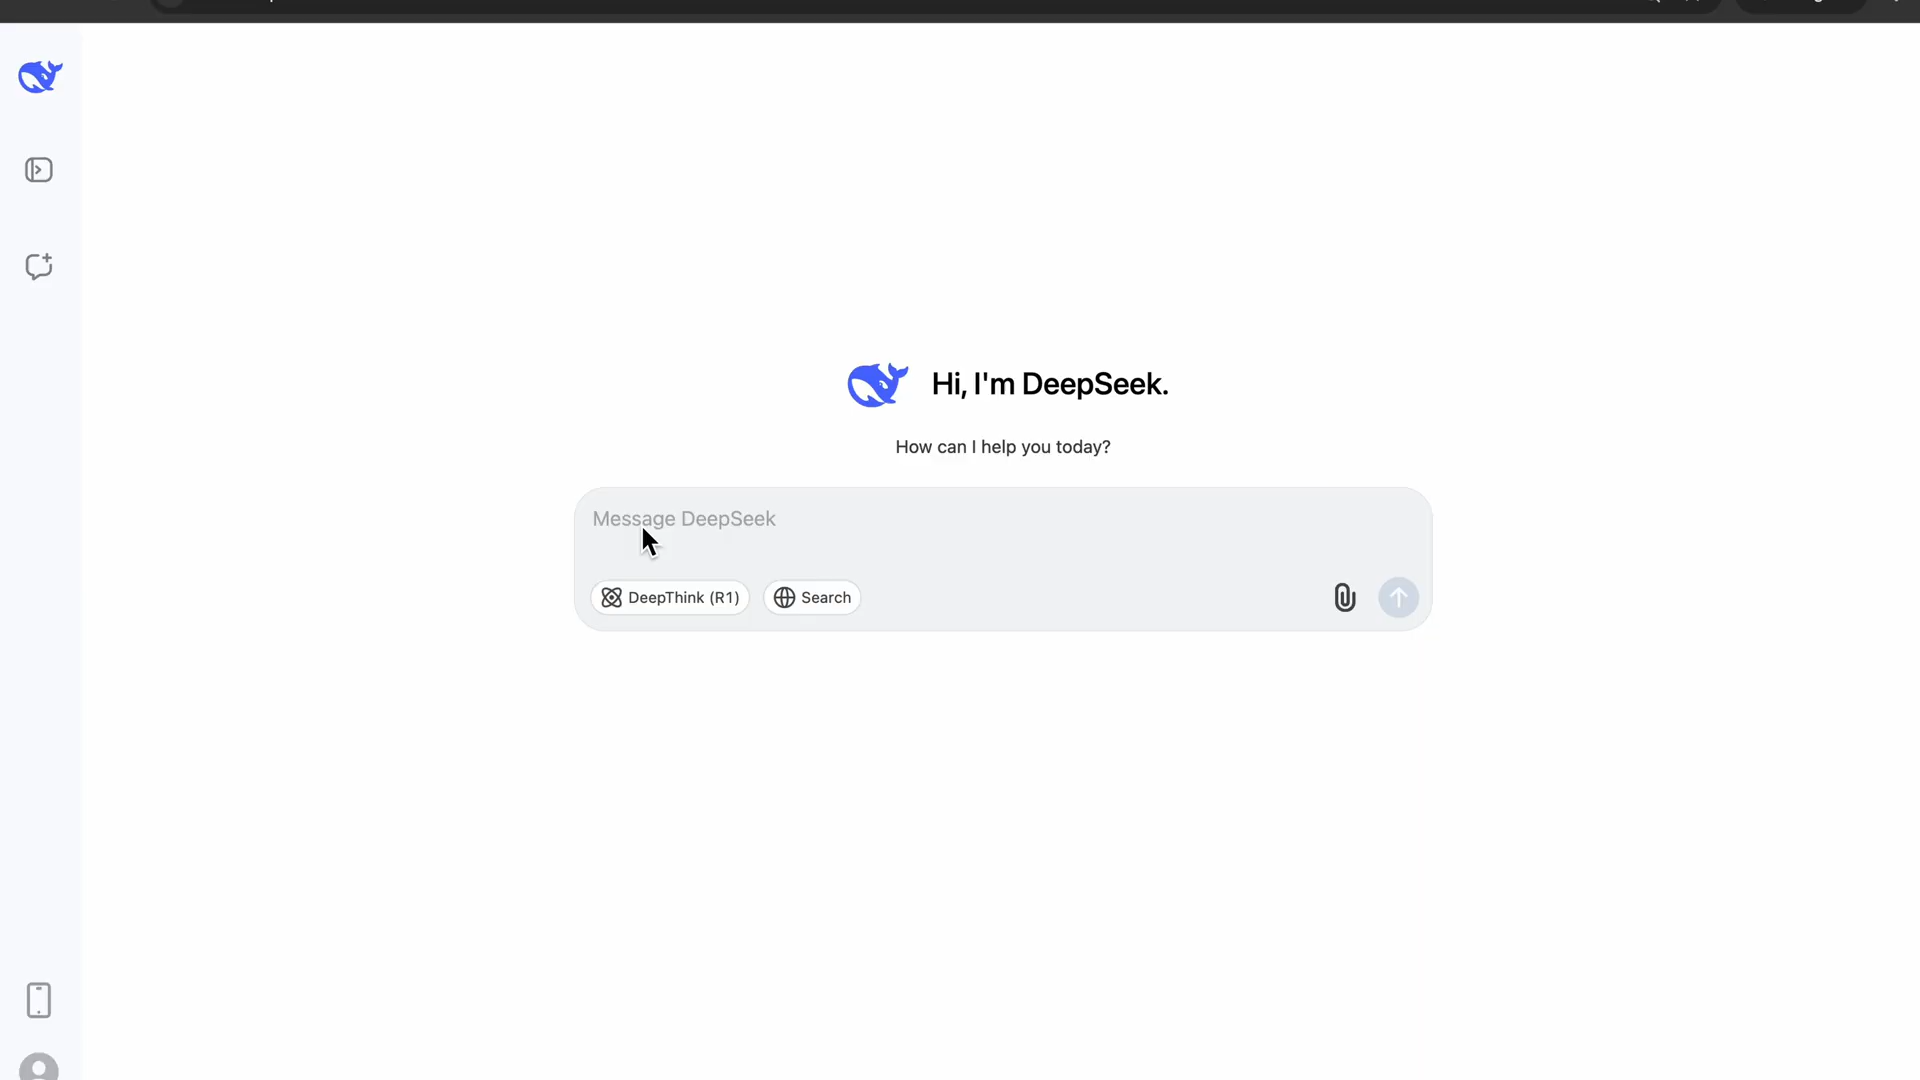 Hi, I'm DeepSeek.
How can I help you today?
Message DeepSeek
DeepThink (R1)
Search